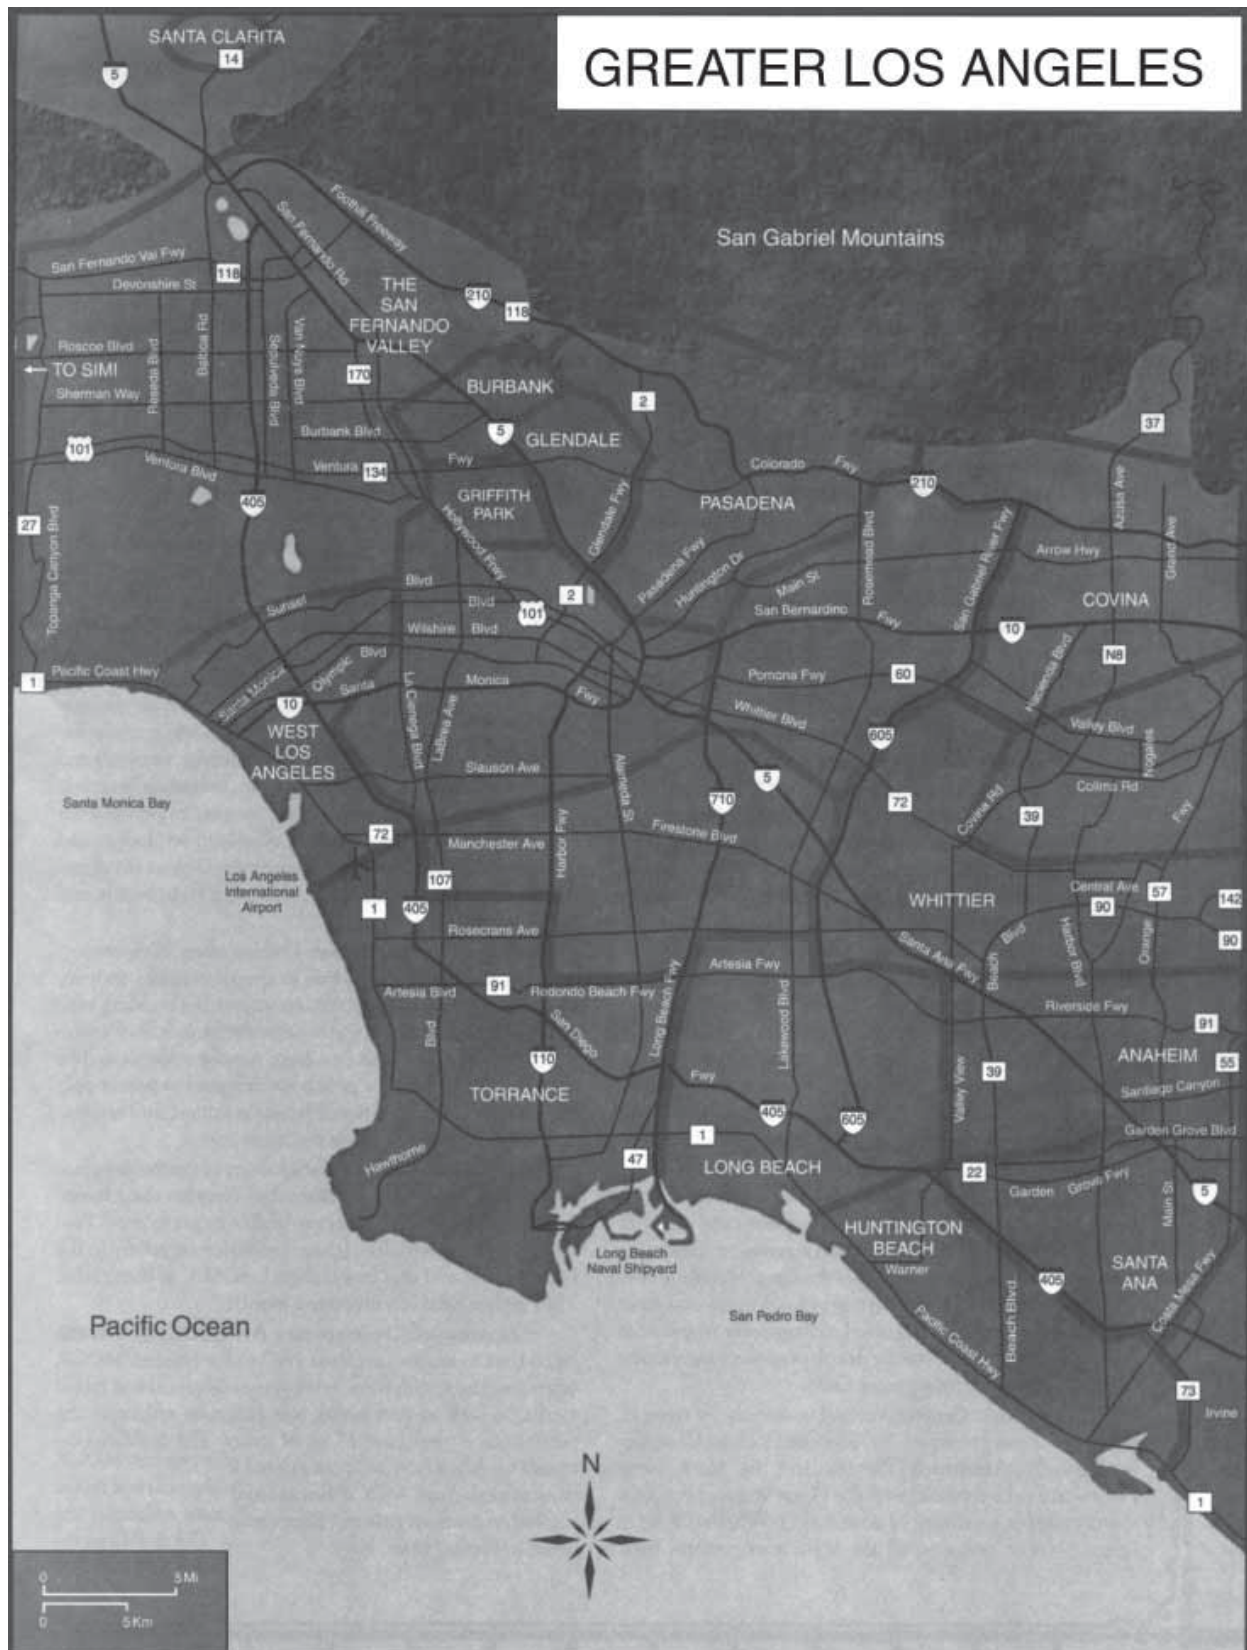 GREATER LOS ANGELES
SANTA CLARITA
14
5
San Gabriel Mountains
Foothill Freeway
San Fernando Rd
San Fernando Val Fwy
118
Devonshire St
THE
SAN
FERNANDO
VALLEY
210
118
Roscoe Blvd
Reseda Blvd
Balboa Rd
Sepulveda Blvd
Van Nuys Blvd
TO SIMI
170
Sherman Way
BURBANK
2
37
Burbank Blvd
5
GLENDALE
101
Ventura Blvd
Ventura
134
Fwy
Colorado
Fwy
210
405
GRIFFITH
PARK
PASADENA
Azusa Ave
27
Topanga Canyon Blvd
Hollywood Frwy
Glendale Fwy
Pasadena Fwy
Huntington Dr
Main St
Rosemead Blvd
San Gabriel River Fwy
Arrow Hwy
Grand Ave
Sunset
Blvd
Blvd
101
2
San Bernardino
Fwy
COVINA
Wilshire
Blvd
10
N8
Pacific Coast Hwy
1
Santa Monica
Olympic
Blvd
Santa
Monica
Fwy
Pomona Fwy
60
Hacienda Blvd
10
WEST
LOS
ANGELES
La Cienega Blvd
LaBrea Ave
Whittier Blvd
605
Valley Blvd
Nogales
Slauson Ave
Alameda St
5
Colima Rd
Santa Monica Bay
710
72
Covina Rd
39
Fwy
72
Manchester Ave
Harbor Fwy
Firestone Blvd
Los Angeles
International
Airport
107
1
405
WHITTIER
Central Ave
90
57
142
Rosecrans Ave
Santa Ana Fwy
Beach
Blvd
Harbor Blvd
Orange
90
Artesia Fwy
Artesia Blvd
91
Redondo Beach Fwy
Long Beach Fwy
Lakewood Blvd
Riverside Fwy
91
Blvd
San Diego
110
Fwy
Valley View
39
ANAHEIM
55
TORRANCE
Santiago Canyon
405
605
1
Garden Grove Blvd
Hawthorne
47
LONG BEACH
22
Garden
Grove Fwy
Main St
5
HUNTINGTON
BEACH
Warner
Long Beach
Naval Shipyard
405
SANTA
ANA
Costa Mesa Fwy
San Pedro Bay
Pacific Ocean
Pacific Coast Hwy
Beach Blvd
73
Irvine
N
1
0
3 Mi
0
5 Km